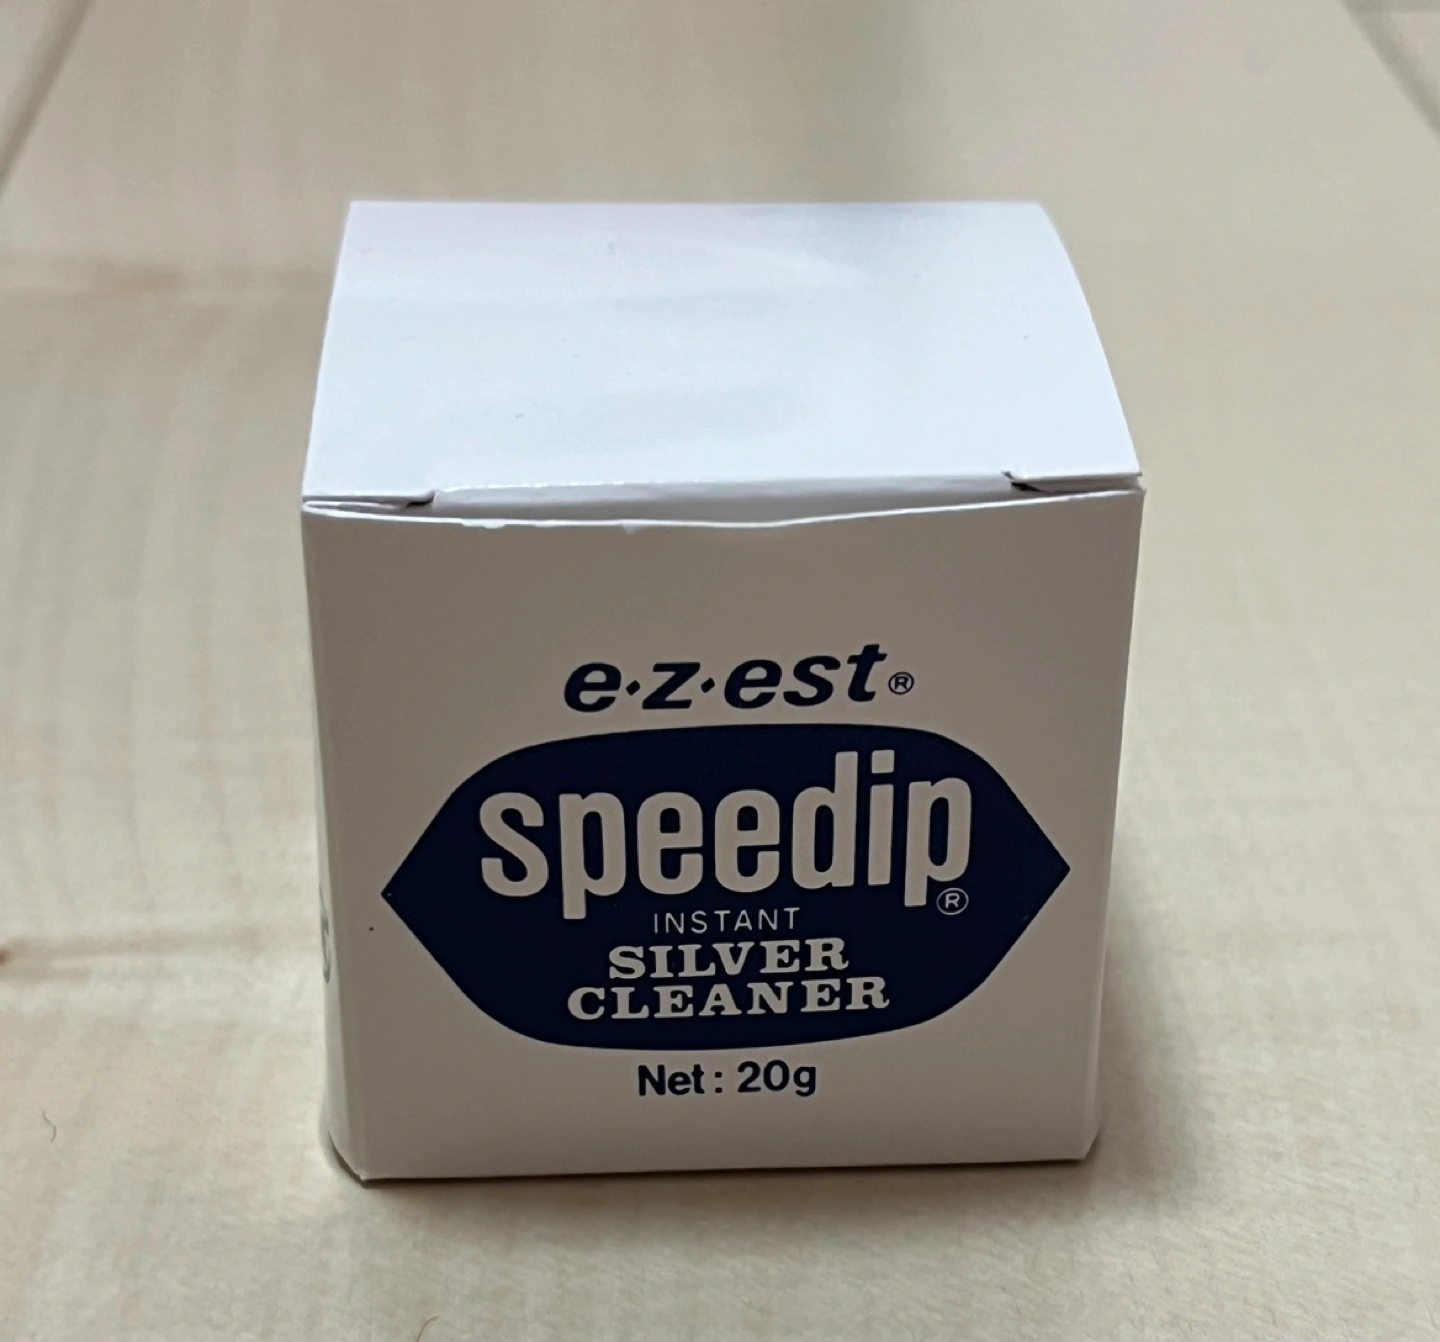 e·z·est®
speedip®
INSTANT
SILVER
CLEANER
Net: 20g